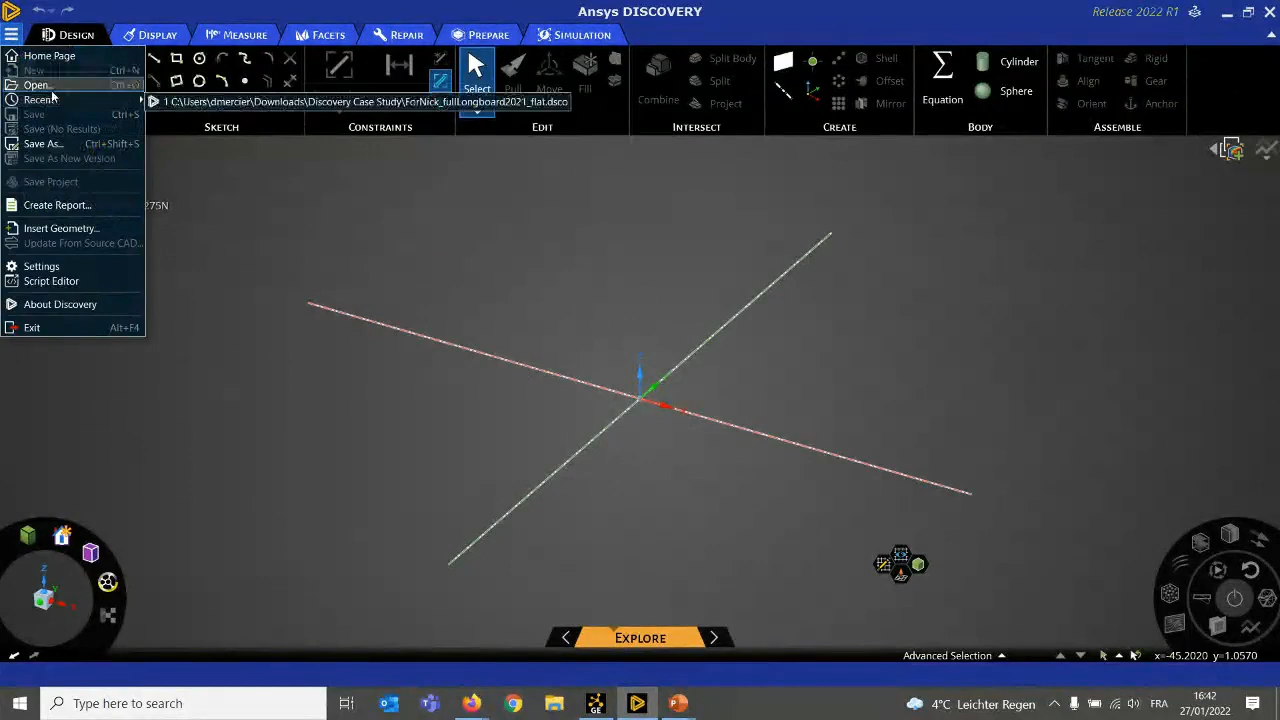 Ansys DISCOVERY
Release 2022 R1
DESIGN
DISPLAY
MEASURE
FACETS
REPAIR
PREPARE
SIMULATION
Home Page
New Ctrl+N
Open... Ctrl+O
Recent
Save Ctrl+S
Save (No Results)
Save As... Ctrl+Shift+S
Save As New Version
Save Project
Create Report...
Insert Geometry...
Update From Source CAD...
Settings
Script Editor
About Discovery
Exit Alt+F4
1 C:\Users\dmercier\Downloads\Discovery Case Study\ForNick_fullLongboard2021_flat.dsco
275N
SKETCH
CONSTRAINTS
Select
Pull
Move
Fill
EDIT
Combine
Split Body
Split
Project
INTERSECT
Shell
Offset
Mirror
CREATE
Equation
Cylinder
Sphere
BODY
Tangent
Rigid
Align
Gear
Orient
Anchor
ASSEMBLE
Z
Y
X
EXPLORE
Advanced Selection
x=-45.2020 y=1.0570
Type here to search
GE
4°C Leichter Regen
FRA
16:42
27/01/2022